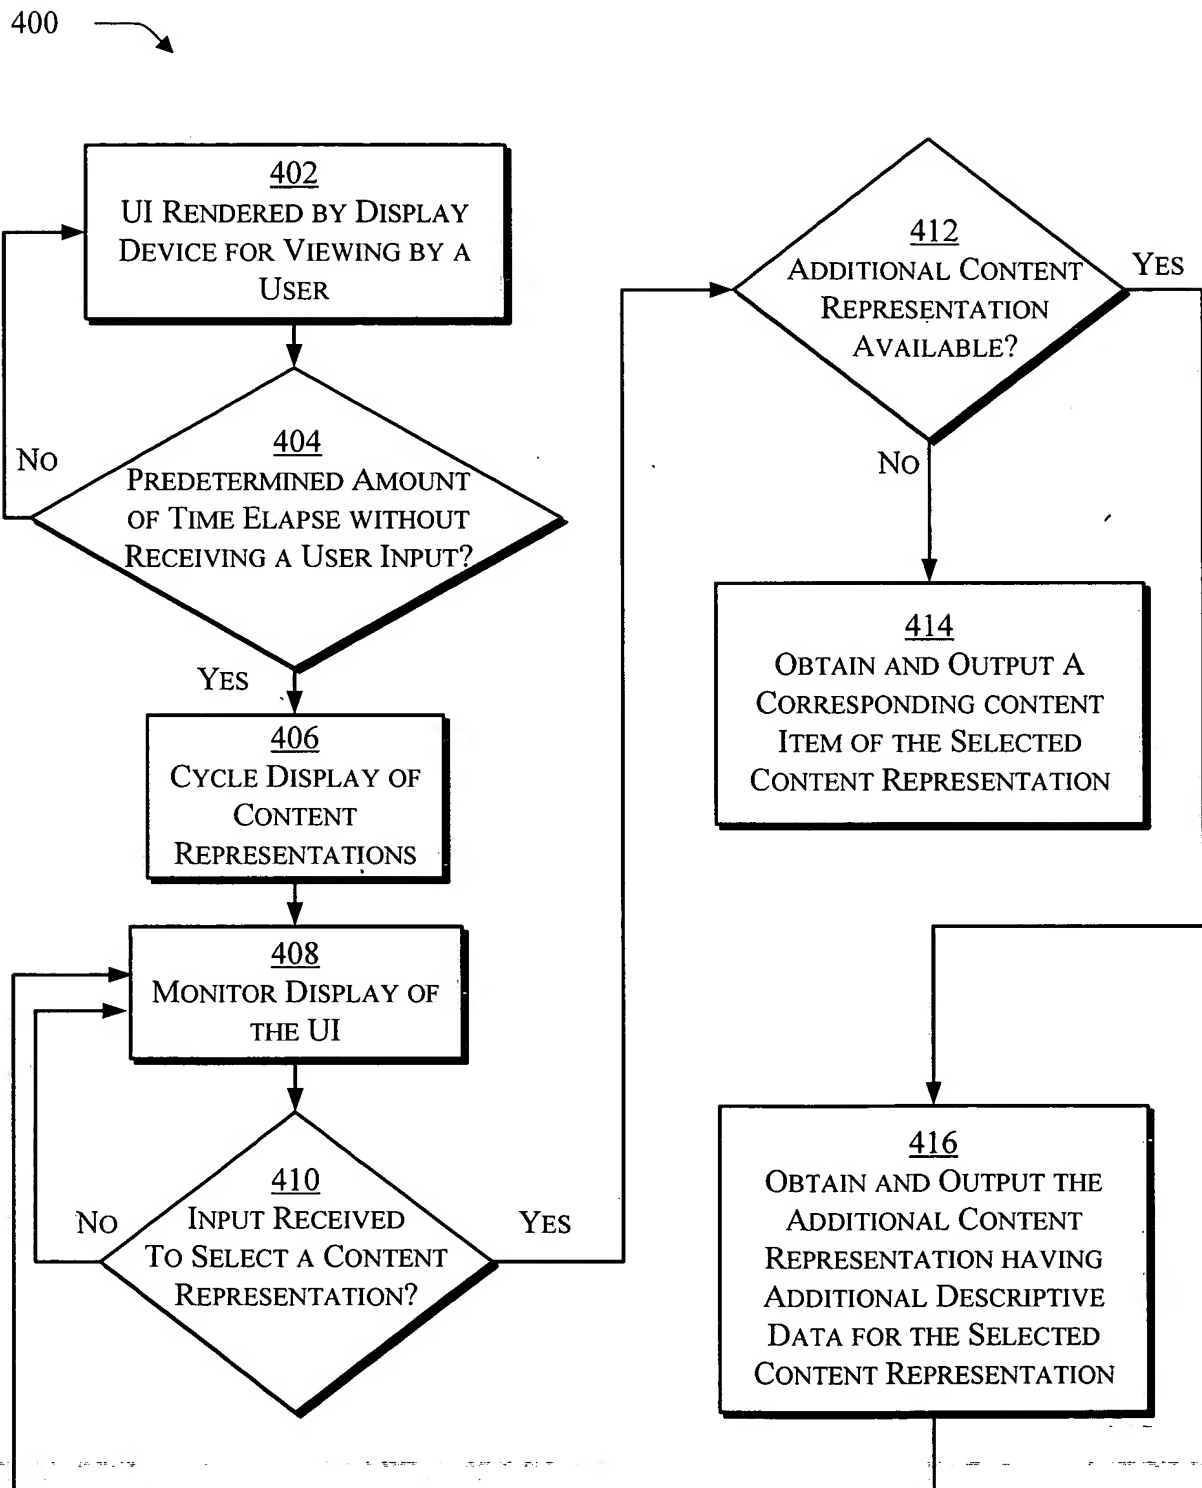 400
402
UI RENDERED BY DISPLAY
DEVICE FOR VIEWING BY A
USER
404
PREDETERMINED AMOUNT
OF TIME ELAPSE WITHOUT
RECEIVING A USER INPUT?
NO
YES
406
CYCLE DISPLAY OF
CONTENT
REPRESENTATIONS
408
MONITOR DISPLAY OF
THE UI
410
INPUT RECEIVED
TO SELECT A CONTENT
REPRESENTATION?
NO
YES
412
ADDITIONAL CONTENT
REPRESENTATION
AVAILABLE?
YES
NO
414
OBTAIN AND OUTPUT A
CORRESPONDING CONTENT
ITEM OF THE SELECTED
CONTENT REPRESENTATION
416
OBTAIN AND OUTPUT THE
ADDITIONAL CONTENT
REPRESENTATION HAVING
ADDITIONAL DESCRIPTIVE
DATA FOR THE SELECTED
CONTENT REPRESENTATION